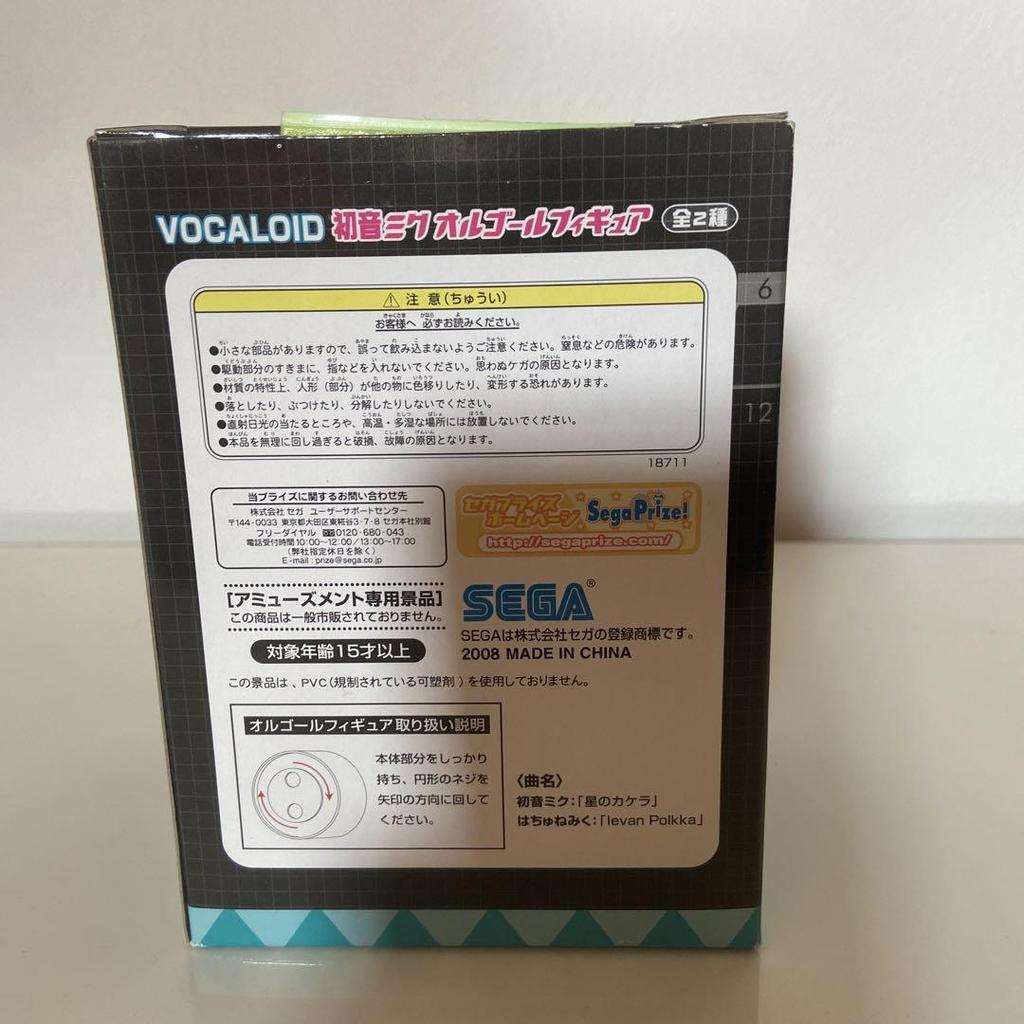 VOCALOID 初音ミク オルゴールフィギュア 全2種
6
12
⚠ 注意(ちゅうい)
お客様へ 必ずお読みください。
●小さな部品がありますので、誤って飲み込まないようご注意ください。窒息などの危険があります。
●駆動部分のすきまに、指などを入れないでください。思わぬケガの原因となります。
●材質の特性上、人形(部分)が他の物に色移りしたり、変形する恐れがあります。
●落としたり、ぶつけたり、分解したりしないでください。
●直射日光の当たるところや、高温・多湿な場所には放置しないでください。
●本品を無理に回し過ぎると破損、故障の原因となります。
18711
当プライズに関するお問い合わせ先
株式会社 セガ ユーザーサポートセンター
〒144-0033 東京都大田区東糀谷3-7-8 セガ本社別館
フリーダイヤル 0120-680-043
電話受付時間 10:00~12:00/13:00~17:00
(弊社指定休日を除く)
E-mail:prize@sega.co.jp
セガプライズ
ホームページ SegaPrize!
http://segaprize.com/
[アミューズメント専用景品]
この商品は一般市販されておりません。
対象年齢15才以上
SEGA®
SEGAは株式会社セガの登録商標です。
2008 MADE IN CHINA
この景品は、PVC(規制されている可塑剤)を使用しておりません。
オルゴールフィギュア取り扱い説明
本体部分をしっかり
持ち、円形のネジを
矢印の方向に回して
ください。
〈曲名〉
初音ミク:「星のカケラ」
はちゅねみく:「Ievan Polkka」